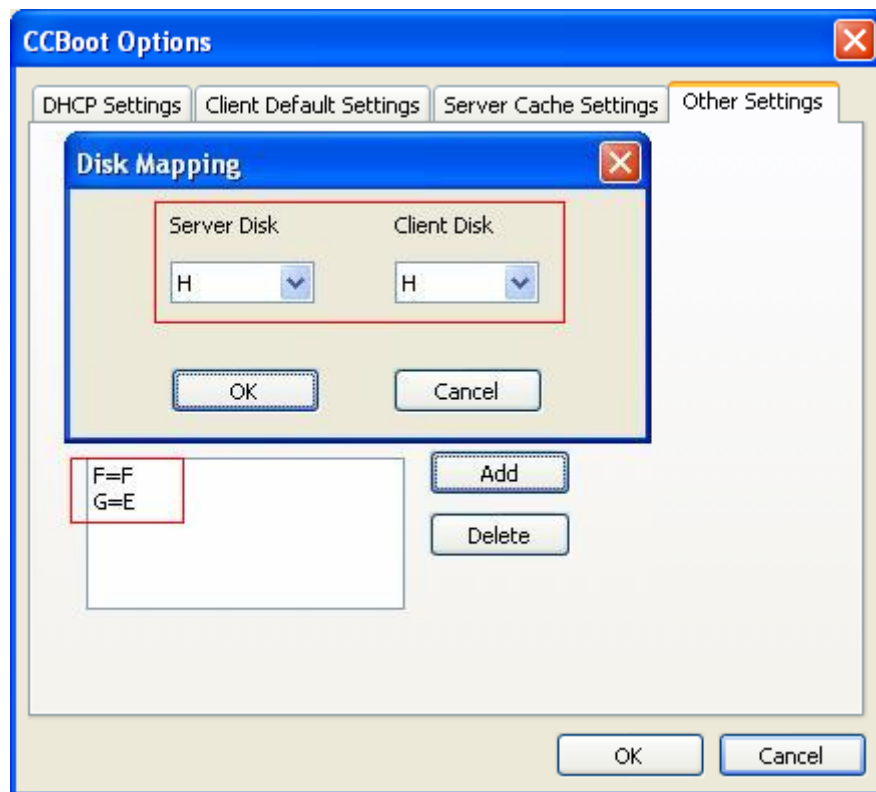 CCBoot Options
DHCP Settings
Client Default Settings
Server Cache Settings
Other Settings
Disk Mapping
Server Disk
Client Disk
H
H
OK
Cancel
F=F
G=E
Add
Delete
OK
Cancel